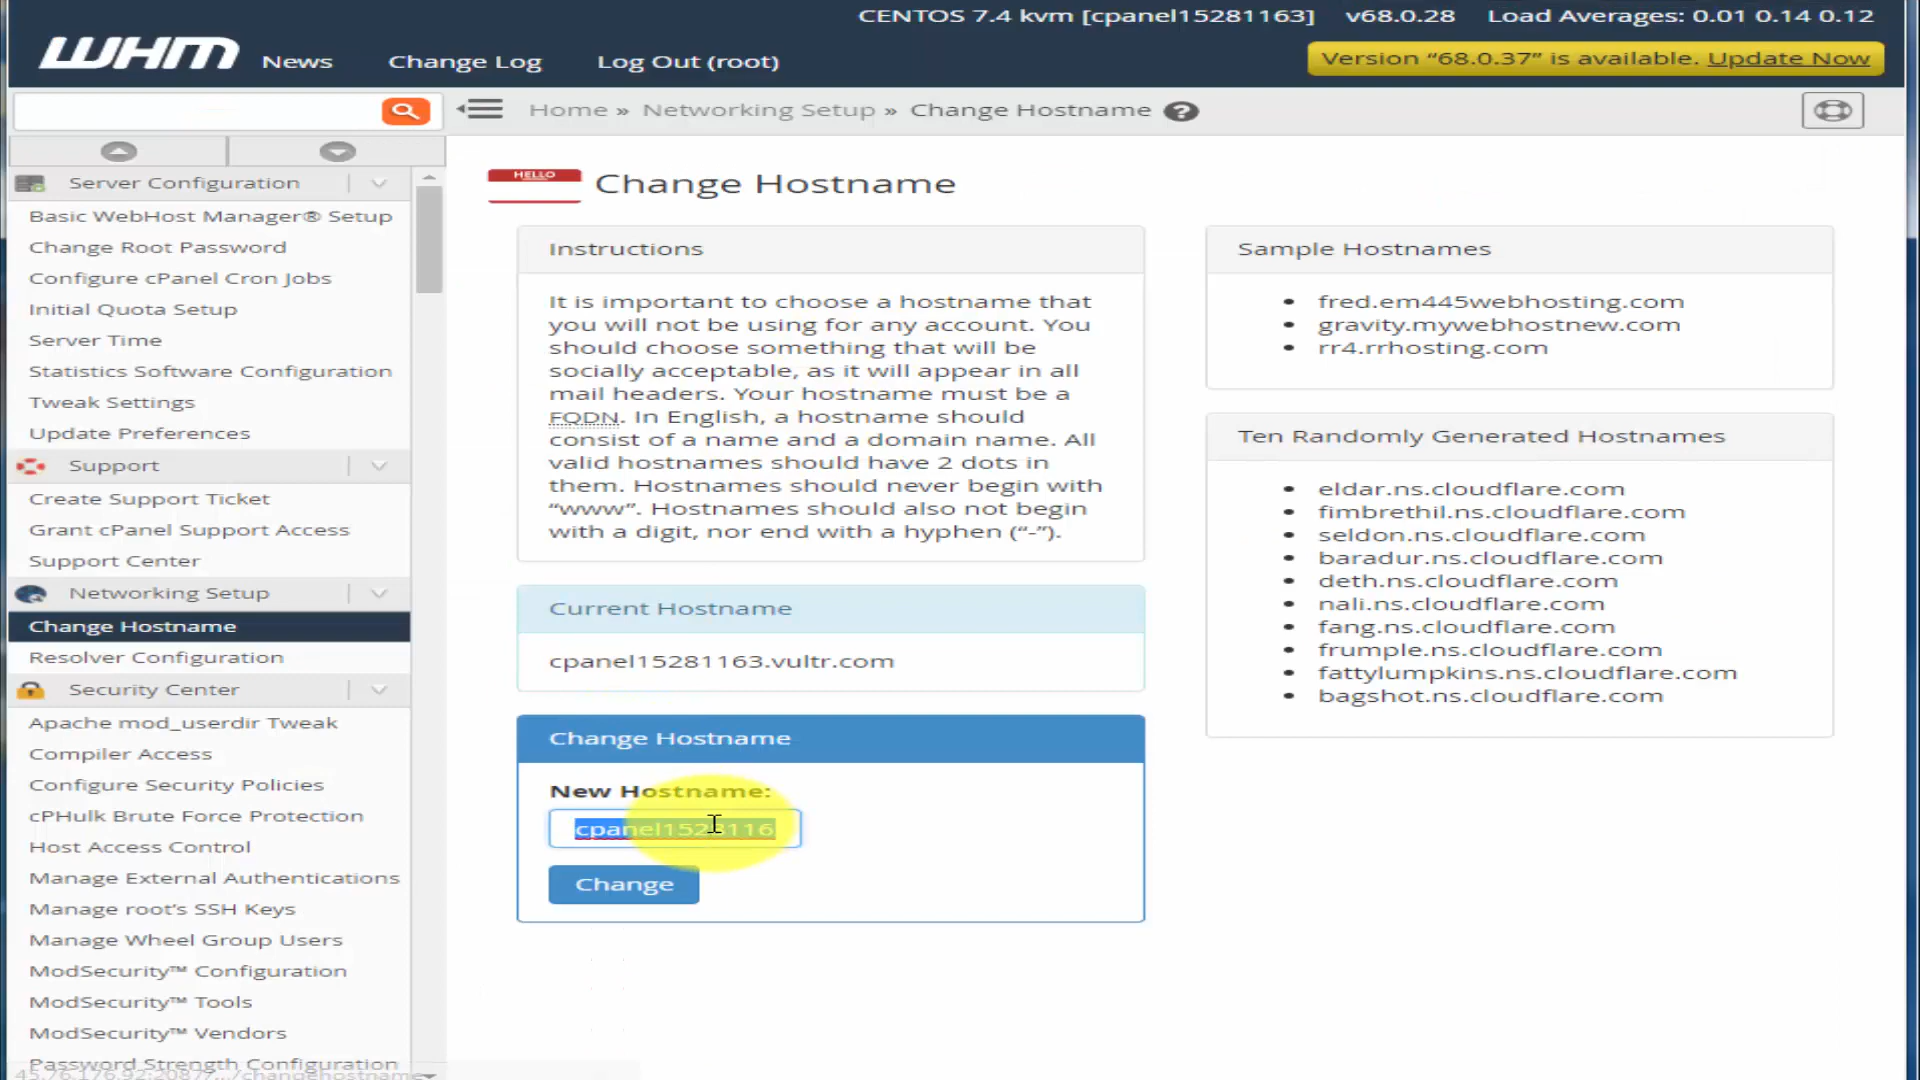 CENTOS 7.4 kvm [cpanel15281163] v68.0.28 Load Averages: 0.01 0.14 0.12
WHM News Change Log Log Out (root)
Version “68.0.37” is available. Update Now
Home » Networking Setup » Change Hostname ?
Server Configuration
Basic WebHost Manager® Setup
Change Root Password
Configure cPanel Cron Jobs
Initial Quota Setup
Server Time
Statistics Software Configuration
Tweak Settings
Update Preferences
Support
Create Support Ticket
Grant cPanel Support Access
Support Center
Networking Setup
Change Hostname
Resolver Configuration
Security Center
Apache mod_userdir Tweak
Compiler Access
Configure Security Policies
cPHulk Brute Force Protection
Host Access Control
Manage External Authentications
Manage root’s SSH Keys
Manage Wheel Group Users
ModSecurity™ Configuration
ModSecurity™ Tools
ModSecurity™ Vendors
Password Strength Configuration
45.76.176.92:2087/.../changehostname
HELLO
Change Hostname
Instructions
It is important to choose a hostname that
you will not be using for any account. You
should choose something that will be
socially acceptable, as it will appear in all
mail headers. Your hostname must be a
FQDN. In English, a hostname should
consist of a name and a domain name. All
valid hostnames should have 2 dots in
them. Hostnames should never begin with
“www”. Hostnames should also not begin
with a digit, nor end with a hyphen (“-”).
Current Hostname
cpanel15281163.vultr.com
Change Hostname
New Hostname:
cpanel1528116
Change
Sample Hostnames
fred.em445webhosting.com
gravity.mywebhostnew.com
rr4.rrhosting.com
Ten Randomly Generated Hostnames
eldar.ns.cloudflare.com
fimbrethil.ns.cloudflare.com
seldon.ns.cloudflare.com
baradur.ns.cloudflare.com
deth.ns.cloudflare.com
nali.ns.cloudflare.com
fang.ns.cloudflare.com
frumple.ns.cloudflare.com
fattylumpkins.ns.cloudflare.com
bagshot.ns.cloudflare.com